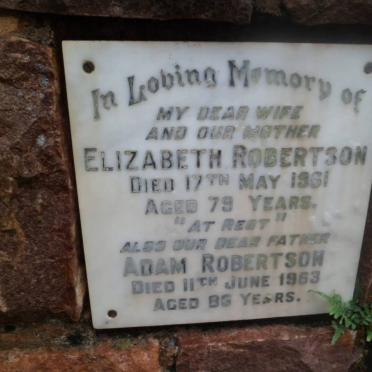 In Loving Memory of
MY DEAR WIFE
AND OUR MOTHER
ELIZABETH ROBERTSON
DIED 17TH MAY 1961
AGED 79 YEARS.
"AT REST"
ALSO OUR DEAR FATHER
ADAM ROBERTSON
DIED 11TH JUNE 1963
AGED 86 YEARS.